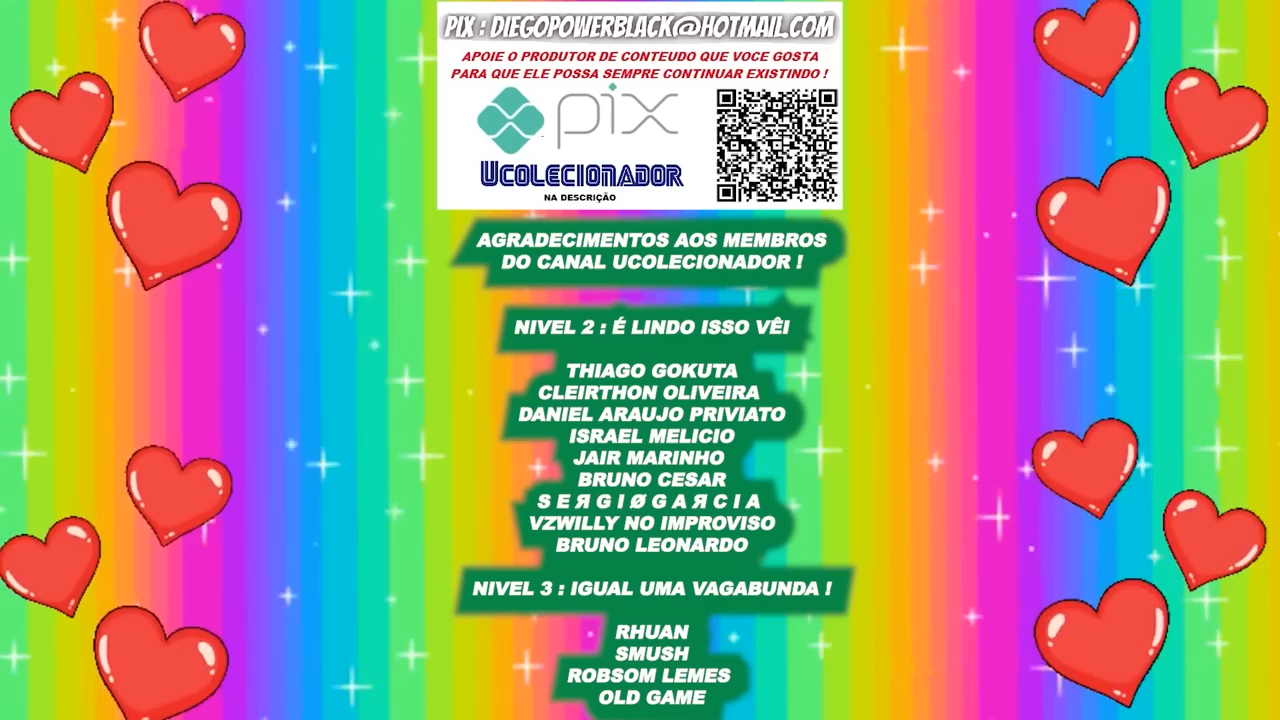 PIX : DIEGOPOWERBLACK@HOTMAIL.COM
APOIE O PRODUTOR DE CONTEUDO QUE VOCE GOSTA
PARA QUE ELE POSSA SEMPRE CONTINUAR EXISTINDO !
pix
UCOLECIONADOR
NA DESCRIÇÃO
AGRADECIMENTOS AOS MEMBROS
DO CANAL UCOLECIONADOR !
NIVEL 2 : É LINDO ISSO VÊI
THIAGO GOKUTA
CLEIRTHON OLIVEIRA
DANIEL ARAUJO PRIVIATO
ISRAEL MELICIO
JAIR MARINHO
BRUNO CESAR
S E Я G I Ø G A Я C I A
VZWILLY NO IMPROVISO
BRUNO LEONARDO
NIVEL 3 : IGUAL UMA VAGABUNDA !
RHUAN
SMUSH
ROBSOM LEMES
OLD GAME